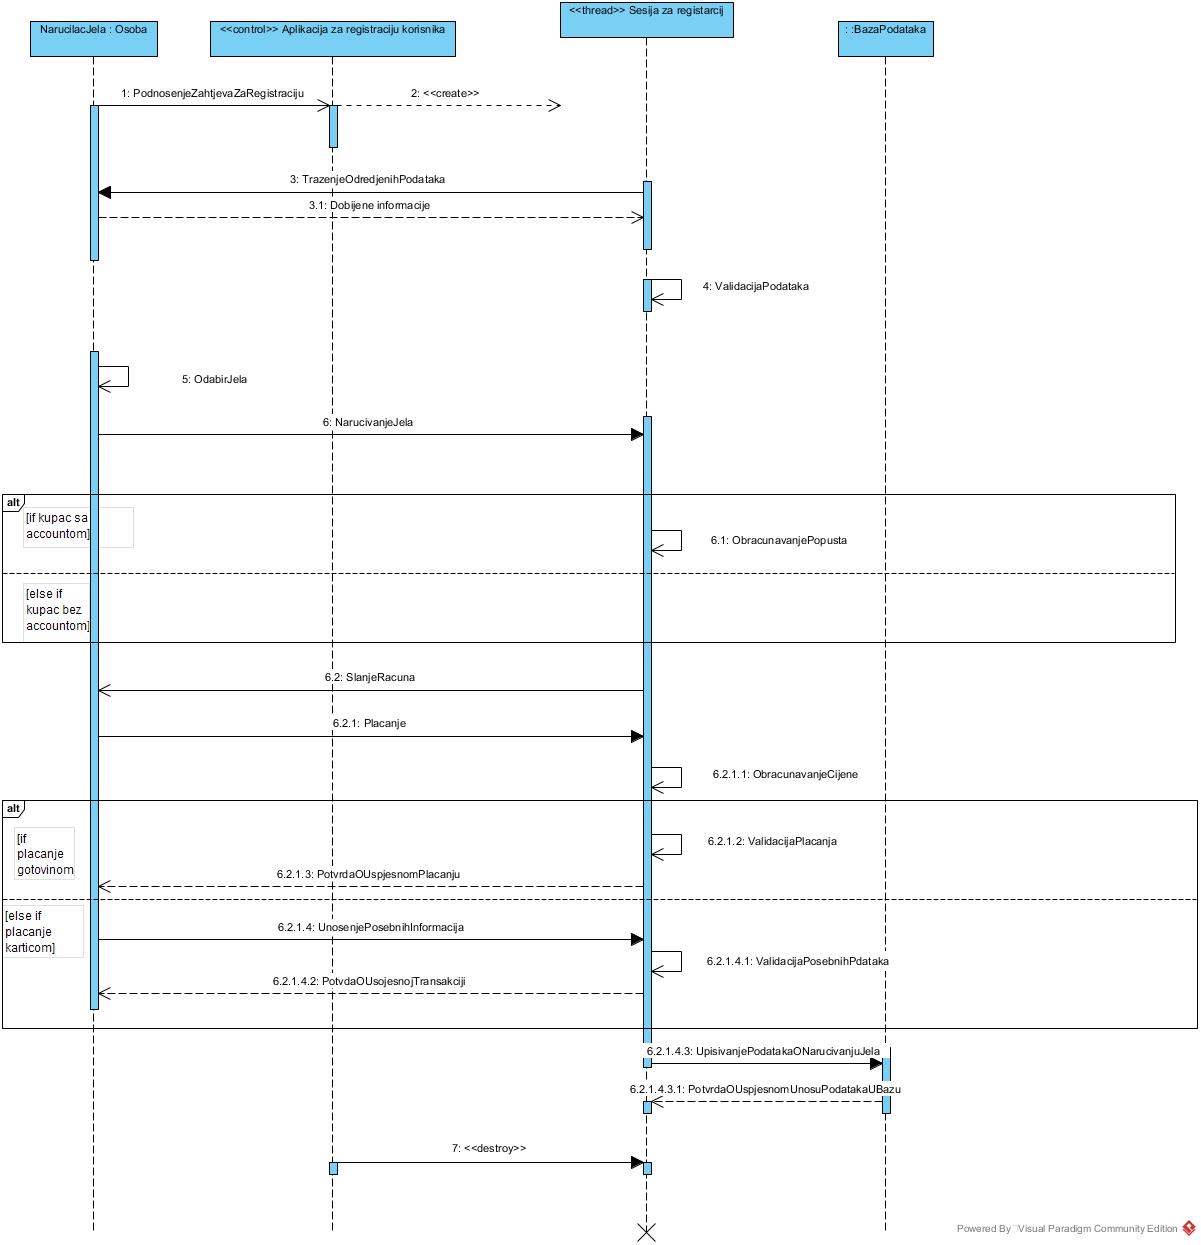 <<thread>> Sesija za registarcij
NarucilacJela : Osoba
<<control>> Aplikacija za registraciju korisnika
: :BazaPodataka
1: PodnosenjeZahtjevaZaRegistraciju
2: <<create>>
3: TrazenjeOdredjenihPodataka
3.1: Dobijene informacije
4: ValidacijaPodataka
5: OdabirJela
6: NarucivanjeJela
alt
[if kupac sa
accountom]
6.1: ObracunavanjePopusta
[else if
kupac bez
accountom]
6.2: SlanjeRacuna
6.2.1: Placanje
6.2.1.1: ObracunavanjeCijene
alt
[if
placanje
gotovinom
6.2.1.2: ValidacijaPlacanja
6.2.1.3: PotvrdaOUspjesnomPlacanju
[else if
placanje
karticom]
6.2.1.4: UnosenjePosebnihInformacija
6.2.1.4.1: ValidacijaPosebnihPdataka
6.2.1.4.2: PotvdaOUsojesnojTransakciji
6.2.1.4.3: UpisivanjePodatakaONarucivanjuJela
6.2.1.4.3.1: PotvrdaOUspjesnomUnosuPodatakaUBazu
7: <<destroy>>
Powered By Visual Paradigm Community Edition